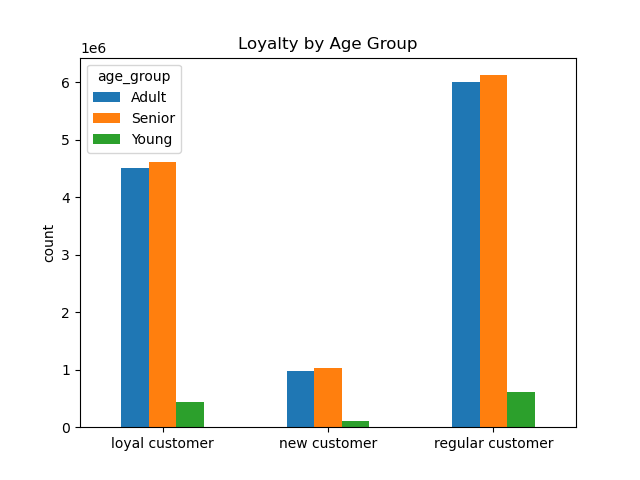 Loyalty by Age Group
1e6
age_group
Adult
Senior
Young
6
5
4
3
2
1
0
count
loyal customer new customer regular customer